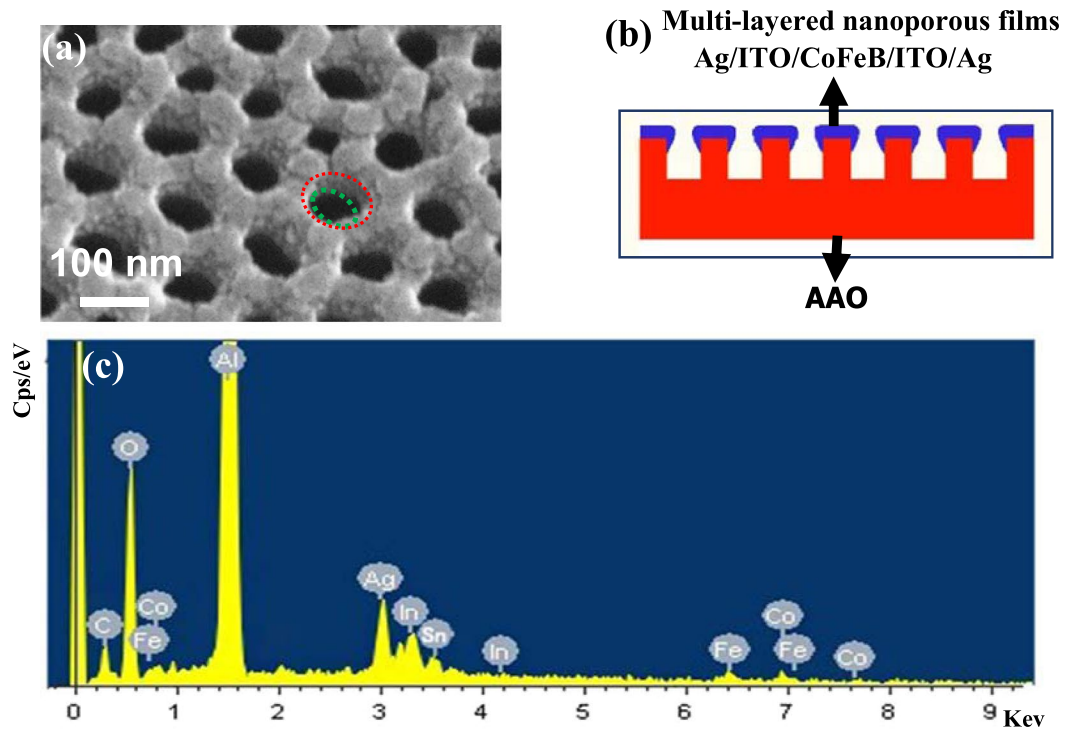 (a)
100 nm
(b)
Multi-layered nanoporous films
Ag/ITO/CoFeB/ITO/Ag
AAO
(c)
Cps/eV
Al
O
Ag
Co
In
Co
C
Sn
Fe
In
Fe
Fe
Co
0 1 2 3 4 5 6 7 8 9 Kev